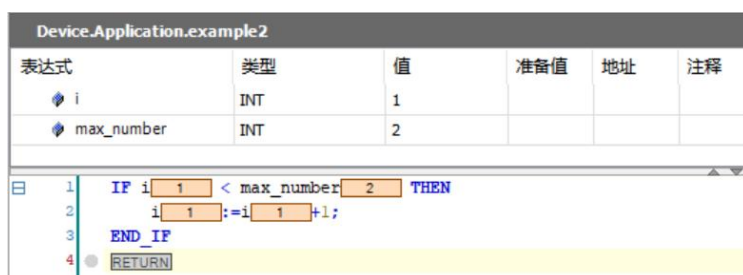 Device.Application.example2
表达式 类型 值 准备值 地址 注释
i INT 1
max_number INT 2
1 IF i 1 < max_number 2 THEN
2 i 1 :=i 1 +1;
3 END_IF
4 RETURN